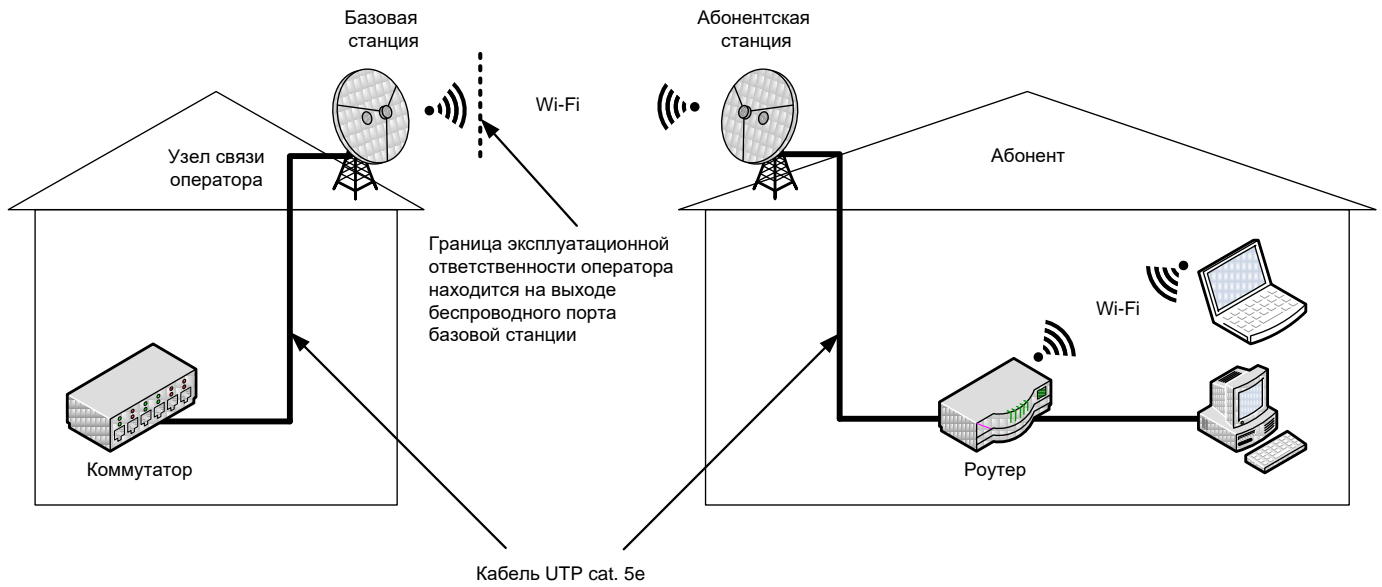 Базовая
станция
Абонентская
станция
Wi-Fi
Узел связи
оператора
Абонент
Граница эксплуатационной
ответственности оператора
находится на выходе
беспроводного порта
базовой станции
Wi-Fi
Коммутатор
Роутер
Кабель UTP cat. 5e